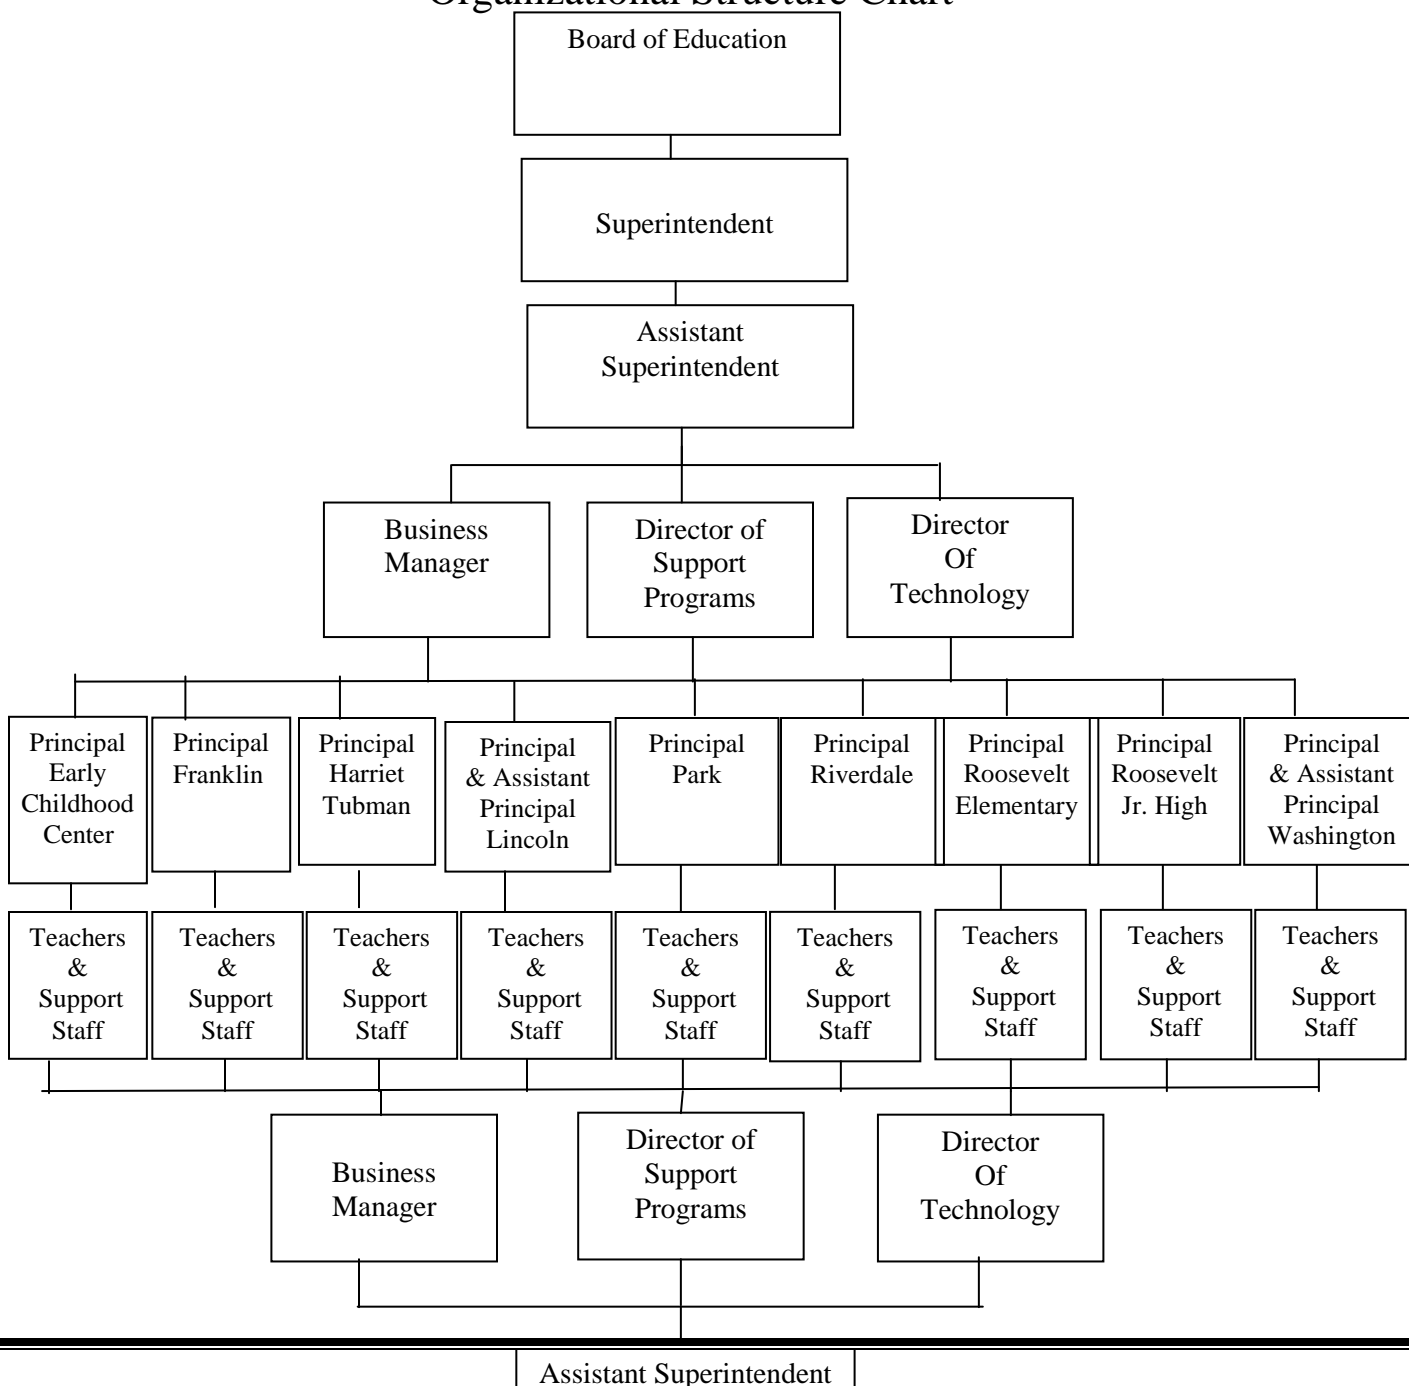 Organizational Structure Chart
Board of Education
Superintendent
Assistant
Superintendent
Business
Manager
Director of
Support
Programs
Director
Of
Technology
Principal
Early
Childhood
Center
Principal
Franklin
Principal
Harriet
Tubman
Principal
& Assistant
Principal
Lincoln
Principal
Park
Principal
Riverdale
Principal
Roosevelt
Elementary
Principal
Roosevelt
Jr. High
Principal
& Assistant
Principal
Washington
Teachers
&
Support
Staff
Teachers
&
Support
Staff
Teachers
&
Support
Staff
Teachers
&
Support
Staff
Teachers
&
Support
Staff
Teachers
&
Support
Staff
Teachers
&
Support
Staff
Teachers
&
Support
Staff
Teachers
&
Support
Staff
Business
Manager
Director of
Support
Programs
Director
Of
Technology
Assistant Superintendent